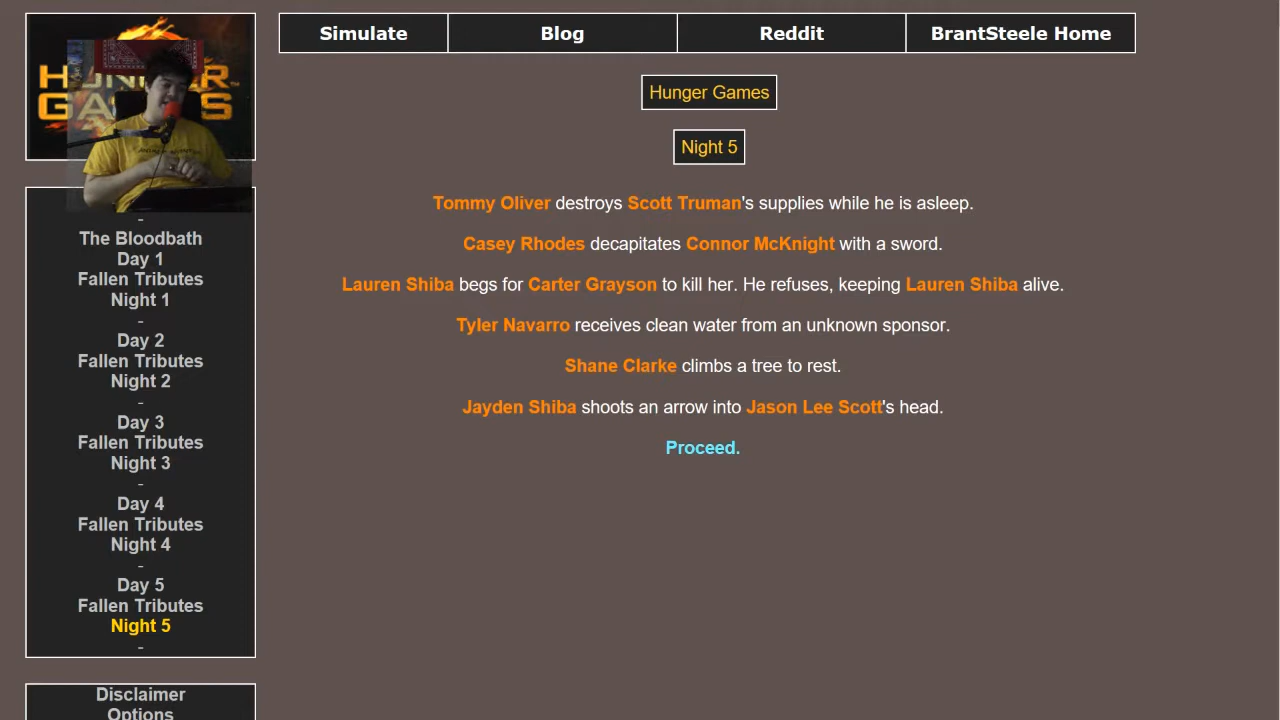 Simulate
Blog
Reddit
BrantSteele Home
Hunger Games
Night 5
Tommy Oliver destroys Scott Truman's supplies while he is asleep.
Casey Rhodes decapitates Connor McKnight with a sword.
Lauren Shiba begs for Carter Grayson to kill her. He refuses, keeping Lauren Shiba alive.
Tyler Navarro receives clean water from an unknown sponsor.
Shane Clarke climbs a tree to rest.
Jayden Shiba shoots an arrow into Jason Lee Scott's head.
Proceed.
-
The Bloodbath
Day 1
Fallen Tributes
Night 1
-
Day 2
Fallen Tributes
Night 2
-
Day 3
Fallen Tributes
Night 3
-
Day 4
Fallen Tributes
Night 4
-
Day 5
Fallen Tributes
Night 5
-
Disclaimer
Options